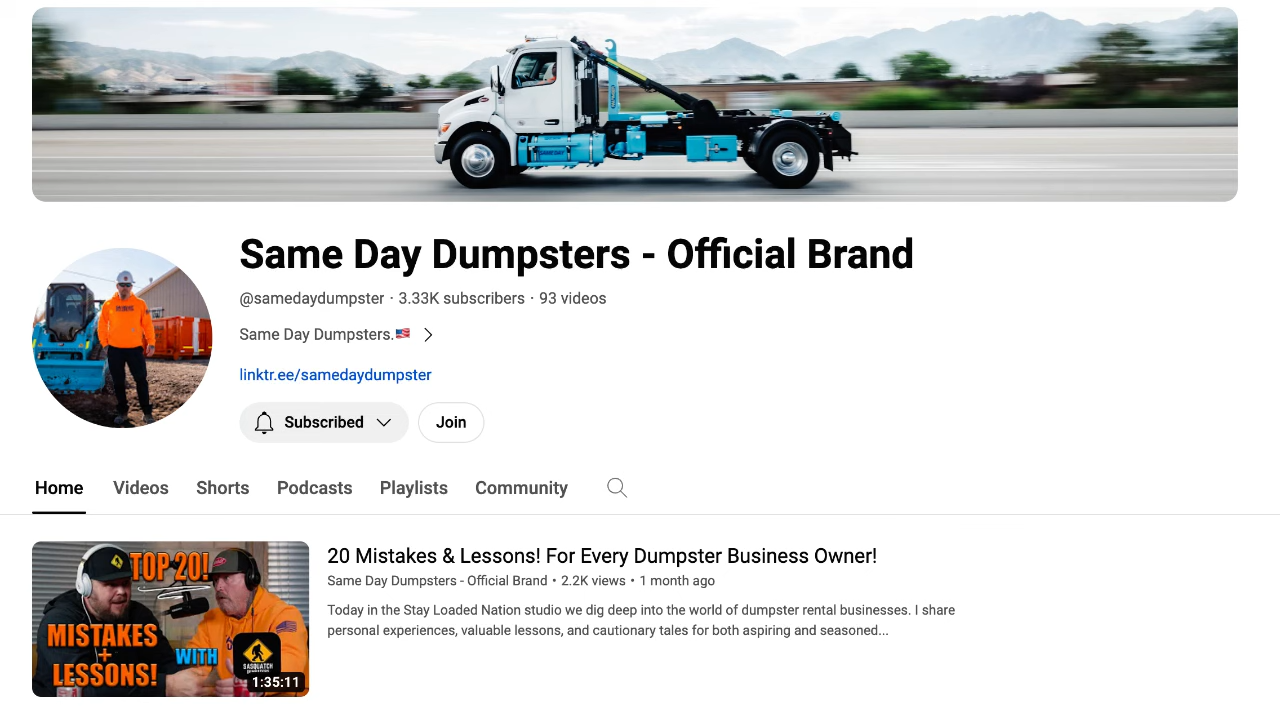 Same Day Dumpsters - Official Brand
@samedaydumpster · 3.33K subscribers · 93 videos
Same Day Dumpsters.🇺🇸
linktr.ee/samedaydumpster
Subscribed
Join
Home Videos Shorts Podcasts Playlists Community
TOP 20!
MISTAKES
+
LESSONS!
WITH
SASQUATCH
1:35:11
20 Mistakes & Lessons! For Every Dumpster Business Owner!
Same Day Dumpsters - Official Brand • 2.2K views • 1 month ago
Today in the Stay Loaded Nation studio we dig deep into the world of dumpster rental businesses. I share
personal experiences, valuable lessons, and cautionary tales for both aspiring and seasoned...